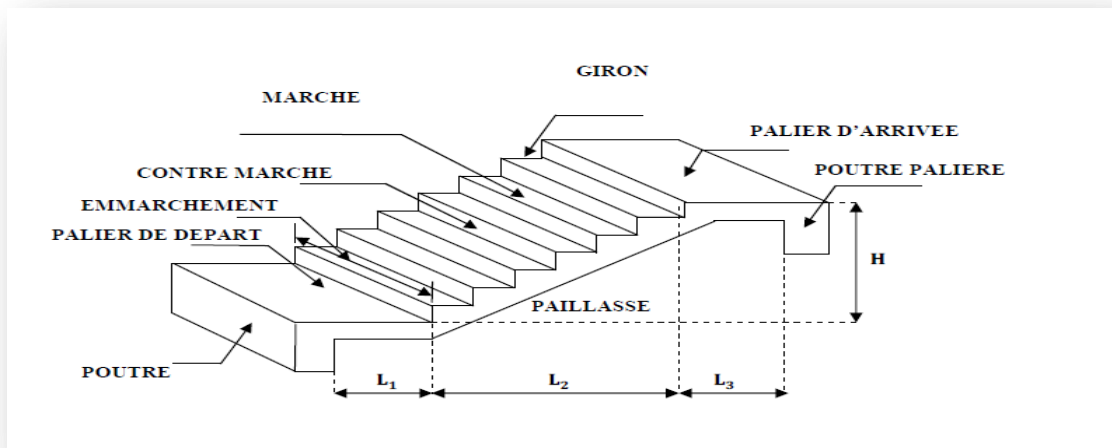 GIRON
MARCHE
PALIER D'ARRIVEE
CONTRE MARCHE
POUTRE PALIERE
EMMARCHEMENT
PALIER DE DEPART
H
PAILLASSE
POUTRE
L₁
L₂
L₃